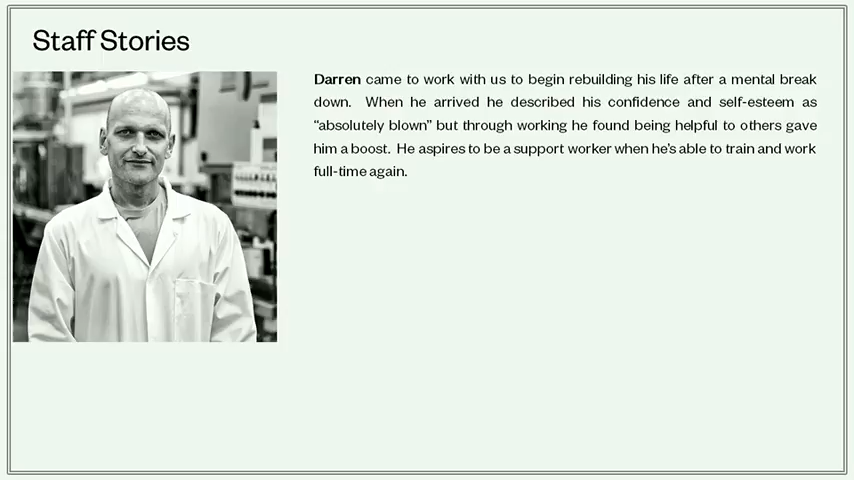 Staff Stories
Darren came to work with us to begin rebuilding his life after a mental break
down.  When he arrived he described his confidence and self-esteem as
“absolutely blown” but through working he found being helpful to others gave
him a boost.  He aspires to be a support worker when he’s able to train and work
full-time again.